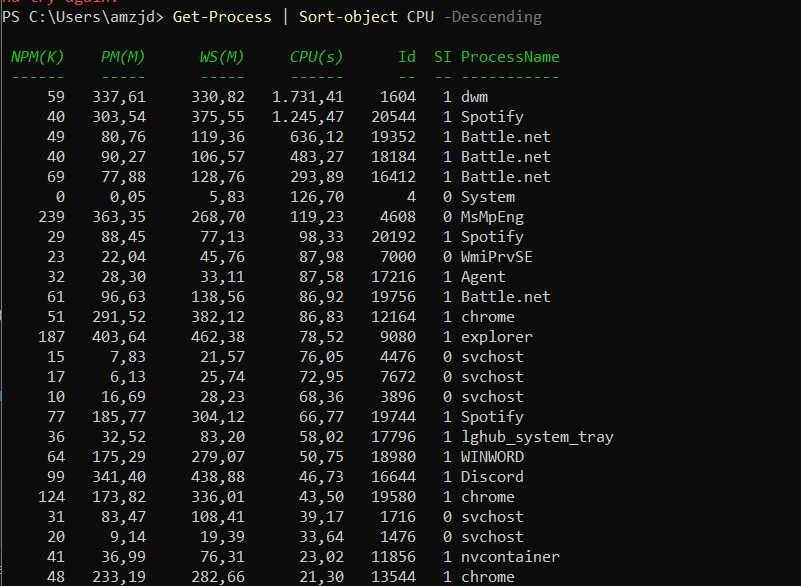 PS C:\Users\amzjd> Get-Process | Sort-object CPU -Descending
NPM(K) PM(M) WS(M) CPU(s) Id SI ProcessName
------ ----- ----- ------ -- -- -----------
59 337,61 330,82 1.731,41 1604 1 dwm
40 303,54 375,55 1.245,47 20544 1 Spotify
49 80,76 119,36 636,12 19352 1 Battle.net
40 90,27 106,57 483,27 18184 1 Battle.net
69 77,88 128,76 293,89 16412 1 Battle.net
0 0,05 5,83 126,70 4 0 System
239 363,35 268,70 119,23 4608 0 MsMpEng
29 88,45 77,13 98,33 20192 1 Spotify
23 22,04 45,76 87,98 7000 0 WmiPrvSE
32 28,30 33,11 87,58 17216 1 Agent
61 96,63 138,56 86,92 19756 1 Battle.net
51 291,52 382,12 86,83 12164 1 chrome
187 403,64 462,38 78,52 9080 1 explorer
15 7,83 21,57 76,05 4476 0 svchost
17 6,13 25,74 72,95 7672 0 svchost
10 16,69 28,23 68,36 3896 0 svchost
77 185,77 304,12 66,77 19744 1 Spotify
36 32,52 83,20 58,02 17796 1 lghub_system_tray
64 175,29 279,07 50,75 18980 1 WINWORD
99 341,40 438,88 46,73 16644 1 Discord
124 173,82 336,01 43,50 19580 1 chrome
31 83,47 108,41 39,17 1716 0 svchost
20 9,14 19,39 33,64 1476 0 svchost
41 36,99 76,31 23,02 11856 1 nvcontainer
48 233,19 282,66 21,30 13544 1 chrome